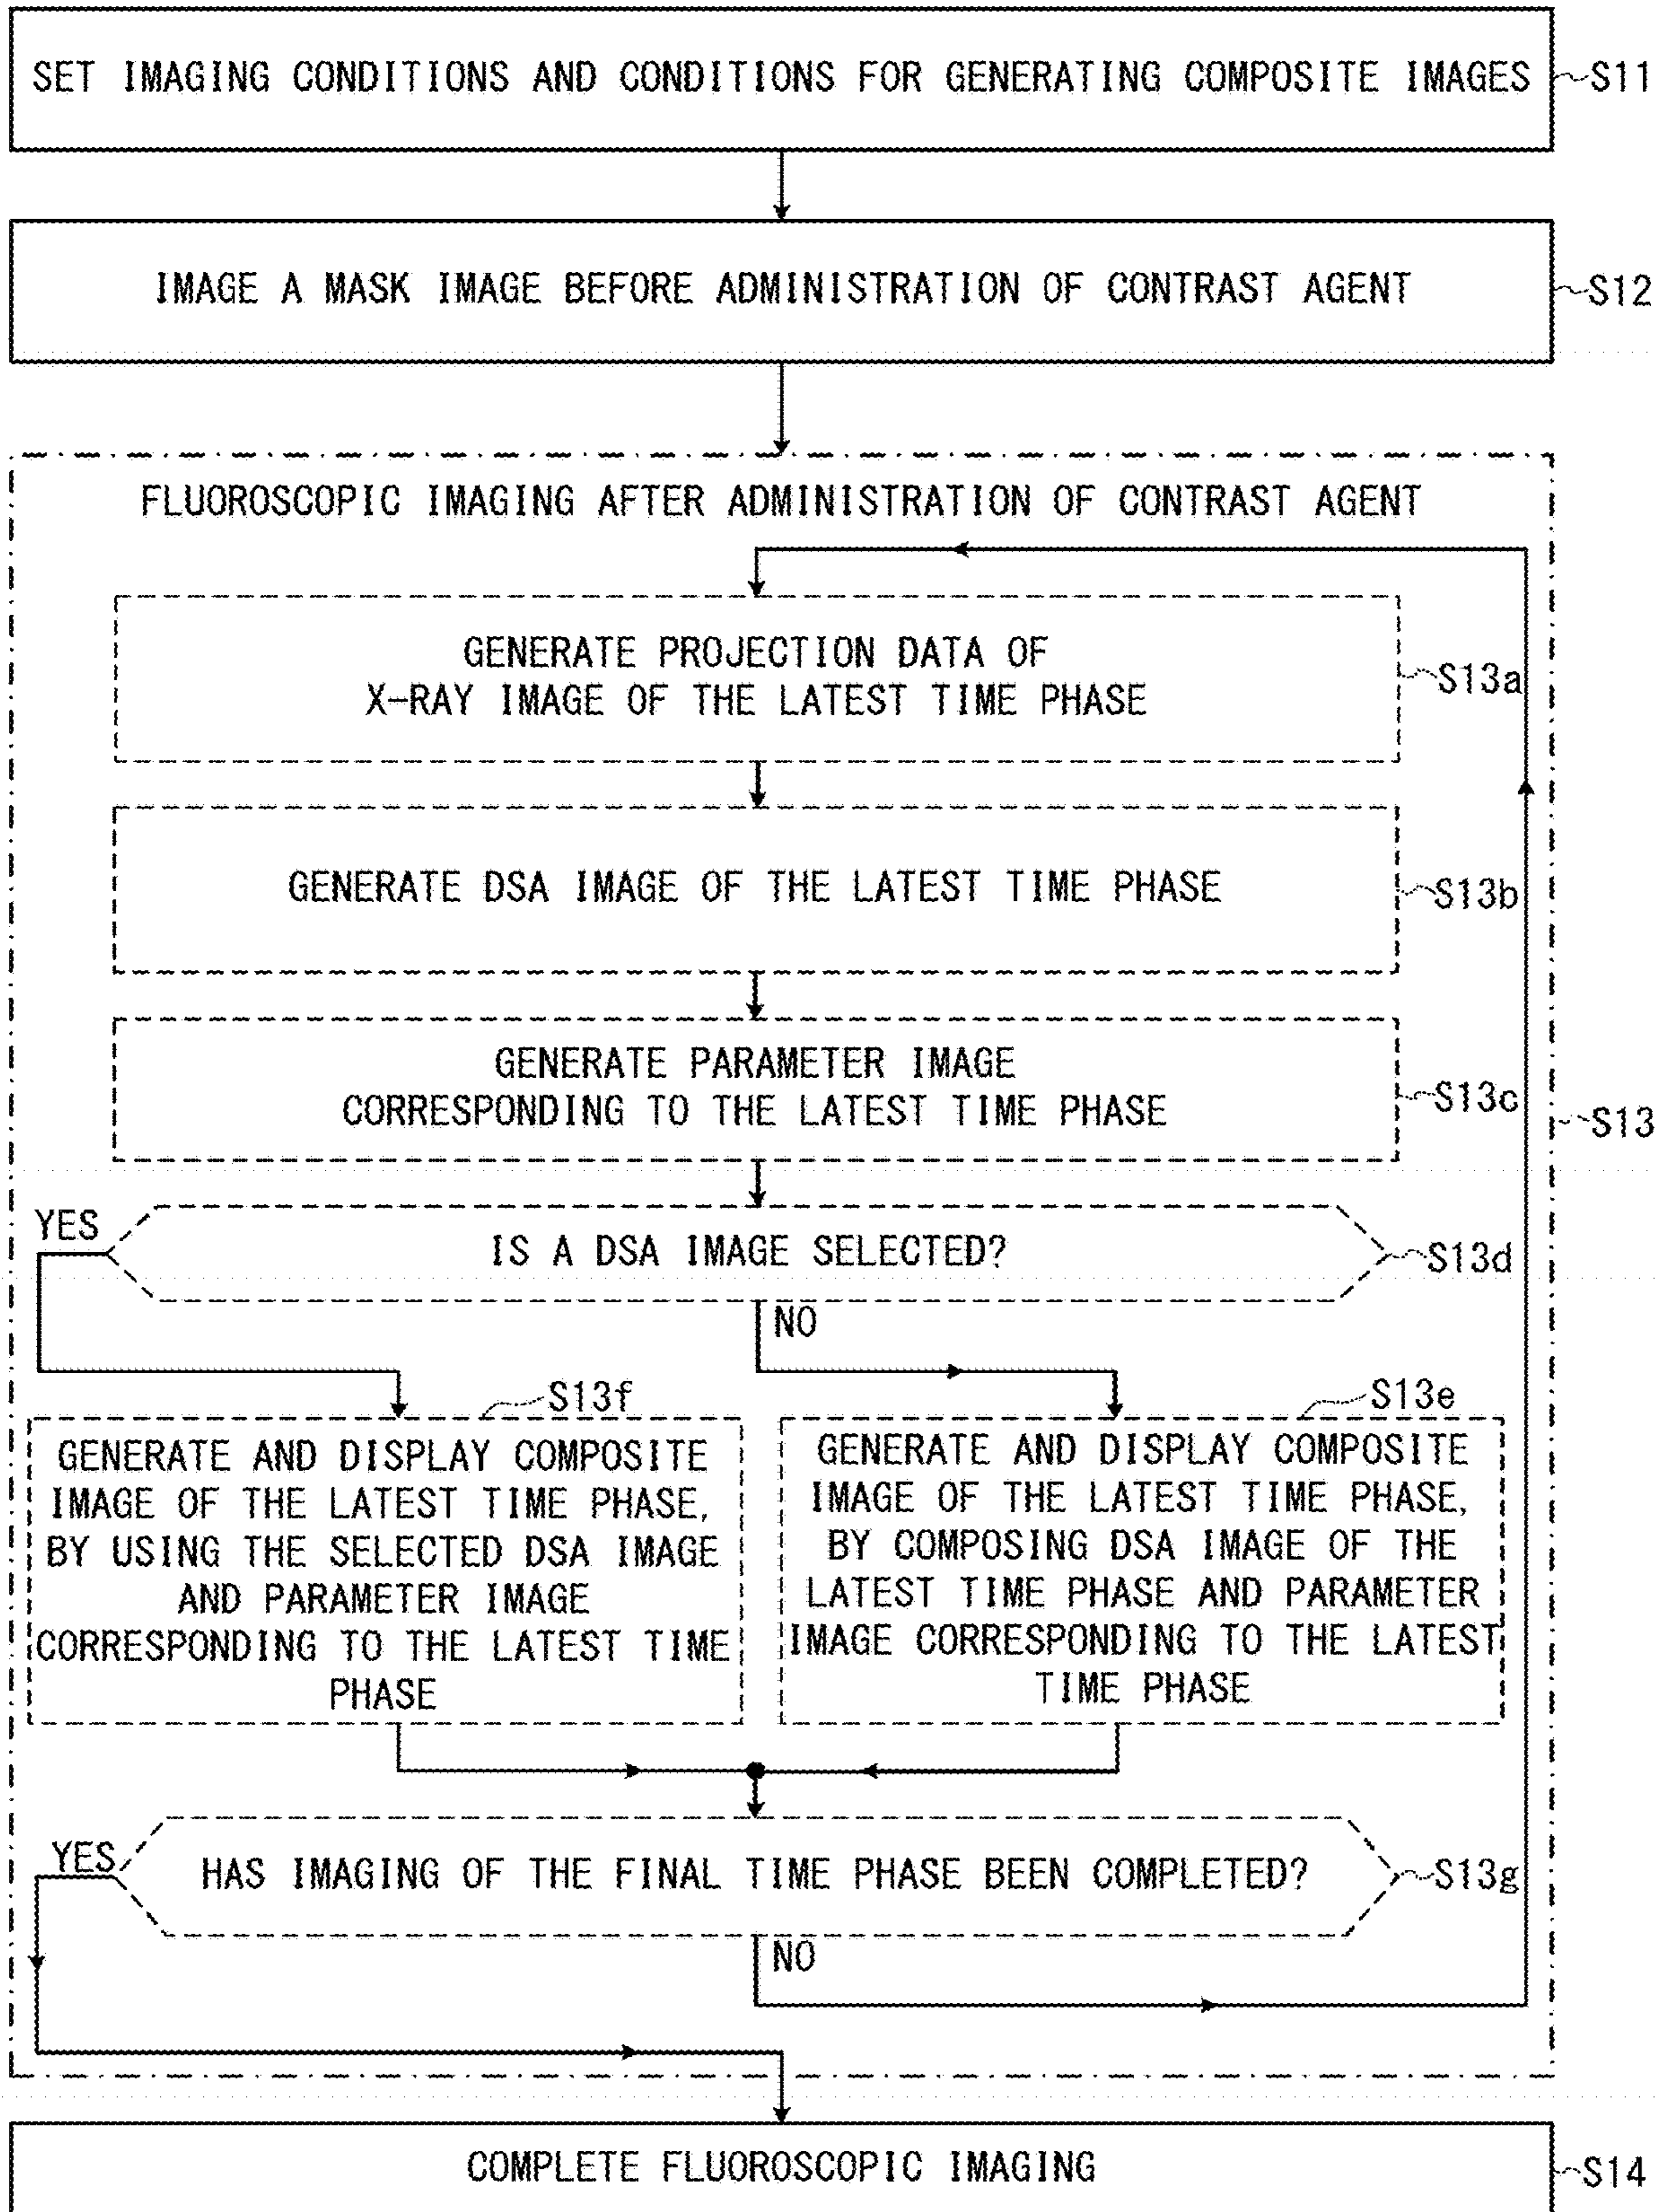 SET IMAGING CONDITIONS AND CONDITIONS FOR GENERATING COMPOSITE IMAGES
S11
IMAGE A MASK IMAGE BEFORE ADMINISTRATION OF CONTRAST AGENT
S12
FLUOROSCOPIC IMAGING AFTER ADMINISTRATION OF CONTRAST AGENT
GENERATE PROJECTION DATA OF
X-RAY IMAGE OF THE LATEST TIME PHASE
S13a
GENERATE DSA IMAGE OF THE LATEST TIME PHASE
S13b
GENERATE PARAMETER IMAGE
CORRESPONDING TO THE LATEST TIME PHASE
S13c
S13
YES
IS A DSA IMAGE SELECTED?
S13d
NO
S13f
GENERATE AND DISPLAY COMPOSITE
IMAGE OF THE LATEST TIME PHASE,
BY USING THE SELECTED DSA IMAGE
AND PARAMETER IMAGE
CORRESPONDING TO THE LATEST TIME
PHASE
S13e
GENERATE AND DISPLAY COMPOSITE
IMAGE OF THE LATEST TIME PHASE,
BY COMPOSING DSA IMAGE OF THE
LATEST TIME PHASE AND PARAMETER
IMAGE CORRESPONDING TO THE LATEST
TIME PHASE
YES
HAS IMAGING OF THE FINAL TIME PHASE BEEN COMPLETED?
S13g
NO
COMPLETE FLUOROSCOPIC IMAGING
S14